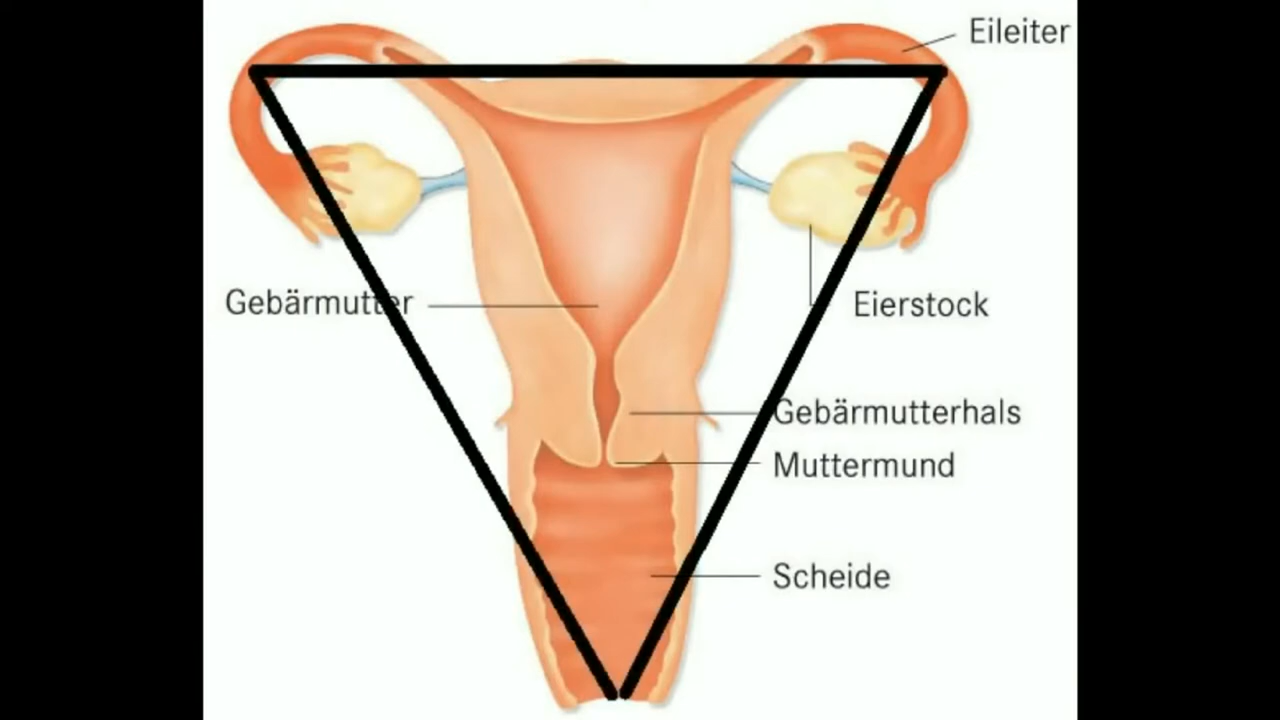 Eileiter
Gebärmutter
Eierstock
Gebärmutterhals
Muttermund
Scheide